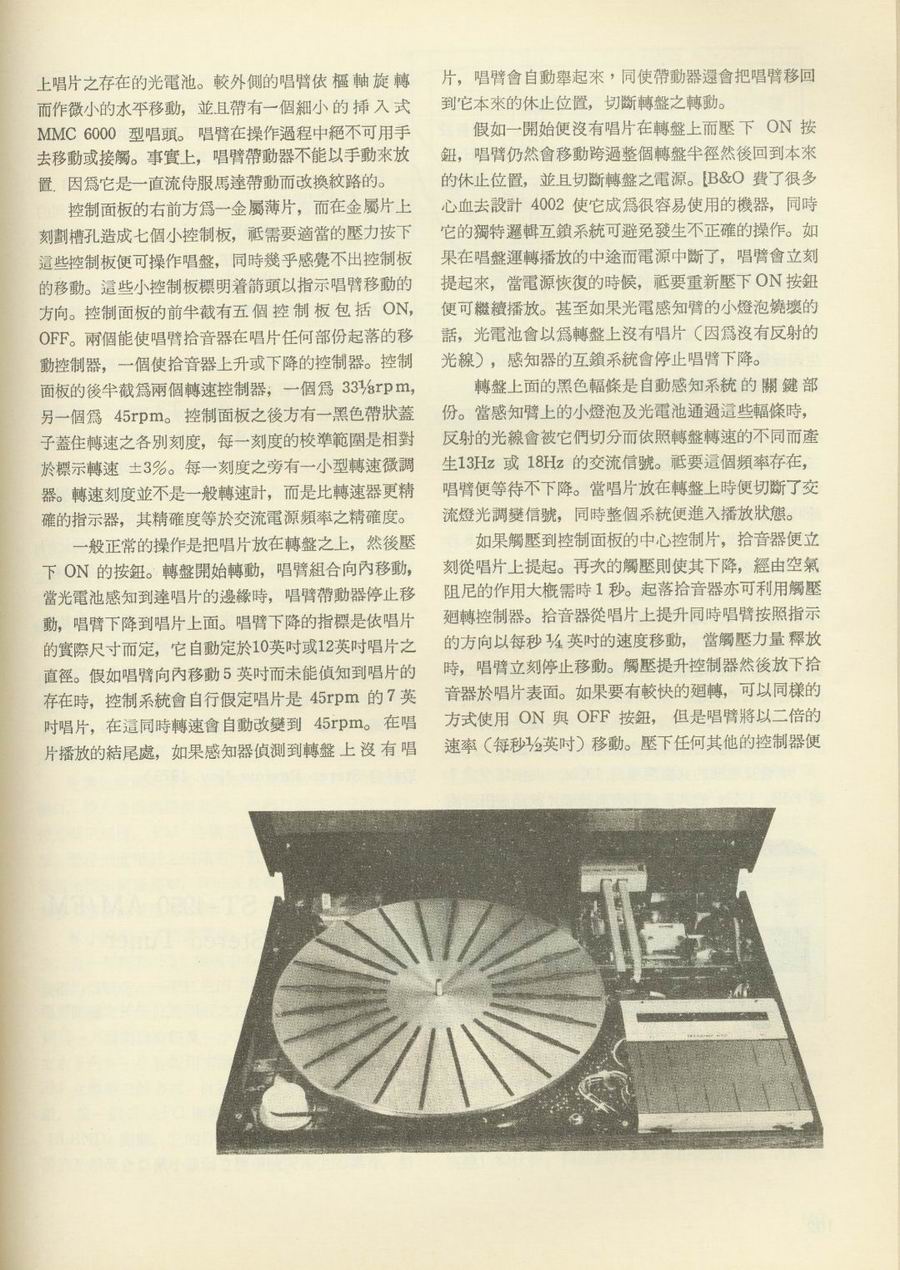 上唱片之存在的光電池。較外側的唱臂依樞軸旋轉
而作微小的水平移動，並且帶有一個細小的揷入式
MMC 6000 型唱頭。唱臂在操作過程中絕不可用手
去移動或接觸。事實上，唱臂帶動器不能以手動來放
置，因爲它是一直流侍服馬達帶動而改換紋路的。
控制面板的右前方爲一金屬薄片，而在金屬片上
刻劃槽孔造成七個小控制板，祗需要適當的壓力按下
這些控制板便可操作唱盤，同時幾乎感覺不出控制板
的移動。這些小控制板標明着箭頭以指示唱臂移動的
方向。控制面板的前半截有五個控制板包括 ON,
OFF。兩個能使唱臂拾音器在唱片任何部份起落的移
動控制器，一個使拾音器上升或下降的控制器。控制
面板的後半截爲兩個轉速控制器，一個爲 33⅓rpm,
另一個爲 45rpm。控制面板之後方有一黑色帶狀蓋
子蓋住轉速之各別刻度，每一刻度的校準範圍是相對
於標示轉速 ±3%。每一刻度之旁有一小型轉速微調
器。轉速刻度並不是一般轉速計，而是比轉速器更精
確的指示器，其精確度等於交流電源頻率之精確度。
一般正常的操作是把唱片放在轉盤之上，然後壓
下 ON 的按鈕。轉盤開始轉動，唱臂組合向內移動，
當光電池感知到達唱片的邊緣時，唱臂帶動器停止移
動，唱臂下降到唱片上面。唱臂下降的指標是依唱片
的實際尺寸而定，它自動定於10英吋或12英吋唱片之
直徑。假如唱臂向內移動 5 英吋而未能偵知到唱片的
存在時，控制系統會自行假定唱片是 45rpm 的 7 英
吋唱片，在這同時轉速會自動改變到 45rpm。在唱
片播放的結尾處，如果感知器偵測到轉盤上沒有唱
片，唱臂會自動舉起來，同使帶動器還會把唱臂移回
到它本來的休止位置，切斷轉盤之轉動。
假如一開始便沒有唱片在轉盤上而壓下 ON 按
鈕，唱臂仍然會移動跨過整個轉盤半徑然後回到本來
的休止位置，並且切斷轉盤之電源。[B&O 費了很多
心血去設計 4002 使它成爲很容易使用的機器，同時
它的獨特邏輯互鎖系統可避免發生不正確的操作。如
果在唱盤運轉播放的中途而電源中斷了，唱臂會立刻
提起來，當電源恢復的時候，祗要重新壓下 ON 按鈕
便可繼續播放。甚至如果光電感知臂的小燈泡燒壞的
話，光電池會以爲轉盤上沒有唱片（因爲沒有反射的
光線），感知器的互鎖系統會停止唱臂下降。
轉盤上面的黑色輻條是自動感知系統的關鍵部
份。當感知臂上的小燈泡及光電池通過這些輻條時，
反射的光線會被它們切分而依照轉盤轉速的不同而產
生13Hz 或 18Hz 的交流信號。祗要這個頻率存在，
唱臂便等待不下降。當唱片放在轉盤上時便切斷了交
流燈光調變信號，同時整個系統便進入播放狀態。
如果觸壓到控制面板的中心控制片，拾音器便立
刻從唱片上提起。再次的觸壓則使其下降，經由空氣
阻尼的作用大概需時 1 秒。起落拾音器亦可利用觸壓
廻轉控制器。拾音器從唱片上提升同時唱臂按照指示
的方向以每秒 ¼ 英吋的速度移動，當觸壓力量釋放
時，唱臂立刻停止移動。觸壓提升控制器然後放下拾
音器於唱片表面。如果要有較快的廻轉，可以同樣的
方式使用 ON 與 OFF 按鈕，但是唱臂將以二倍的
速率（每秒½英吋）移動。壓下任何其他的控制器便